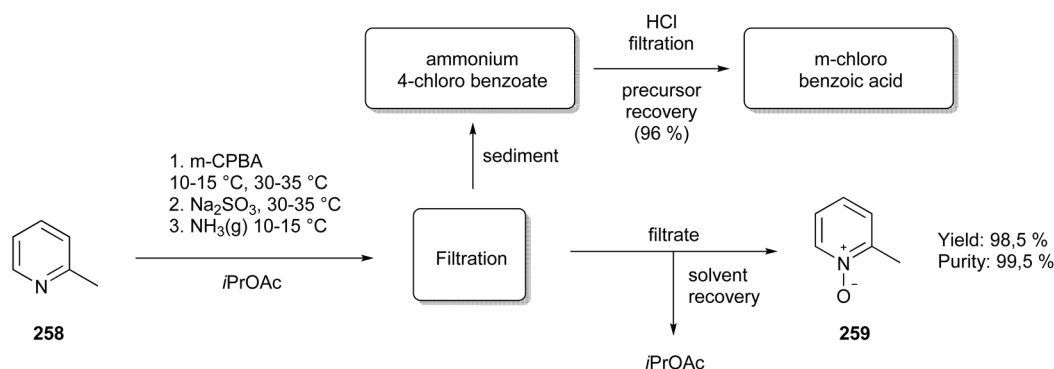 HCl
filtration
ammonium
4-chloro benzoate
m-chloro
benzoic acid
precursor
recovery
(96 %)
sediment
1. m-CPBA
10-15 °C, 30-35 °C
2. Na₂SO₃, 30-35 °C
3. NH₃(g) 10-15 °C
iPrOAc
N
258
Filtration
filtrate
solvent
recovery
iPrOAc
N
+
O
−
259
Yield: 98,5 %
Purity: 99,5 %